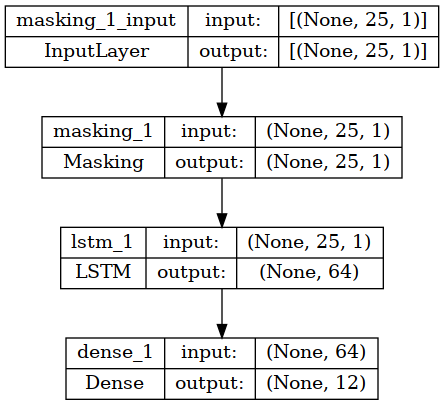 masking_1_input input: [(None, 25, 1)]
InputLayer output: [(None, 25, 1)]
masking_1 input: (None, 25, 1)
Masking output: (None, 25, 1)
lstm_1 input: (None, 25, 1)
LSTM output: (None, 64)
dense_1 input: (None, 64)
Dense output: (None, 12)